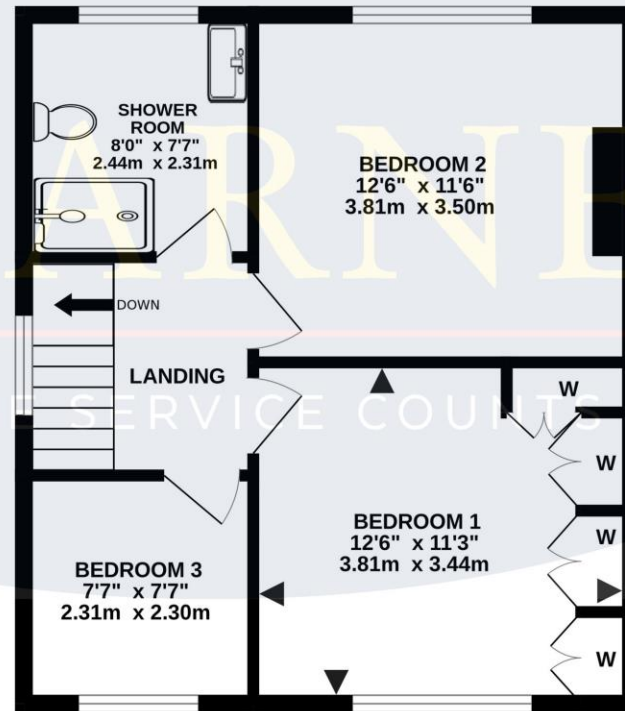 SHOWER
ROOM
8'0" x 7'7"
2.44m x 2.31m
BEDROOM 2
12'6" x 11'6"
3.81m x 3.50m
DOWN
LANDING
W
W
W
W
BEDROOM 1
12'6" x 11'3"
3.81m x 3.44m
BEDROOM 3
7'7" x 7'7"
2.31m x 2.30m
ARNE
E SERVICE COUNTS